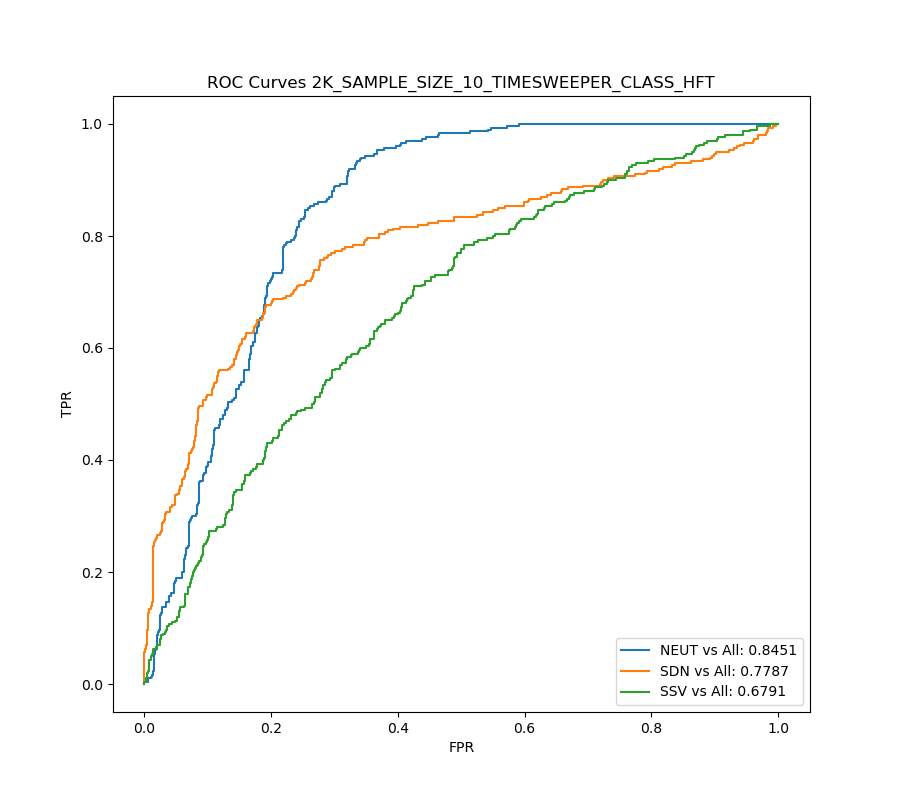 ROC Curves 2K_SAMPLE_SIZE_10_TIMESWEEPER_CLASS_HFT
1.0
0.8
0.6
0.4
0.2
0.0
TPR
0.0 0.2 0.4 0.6 0.8 1.0
FPR
NEUT vs All: 0.8451
SDN vs All: 0.7787
SSV vs All: 0.6791